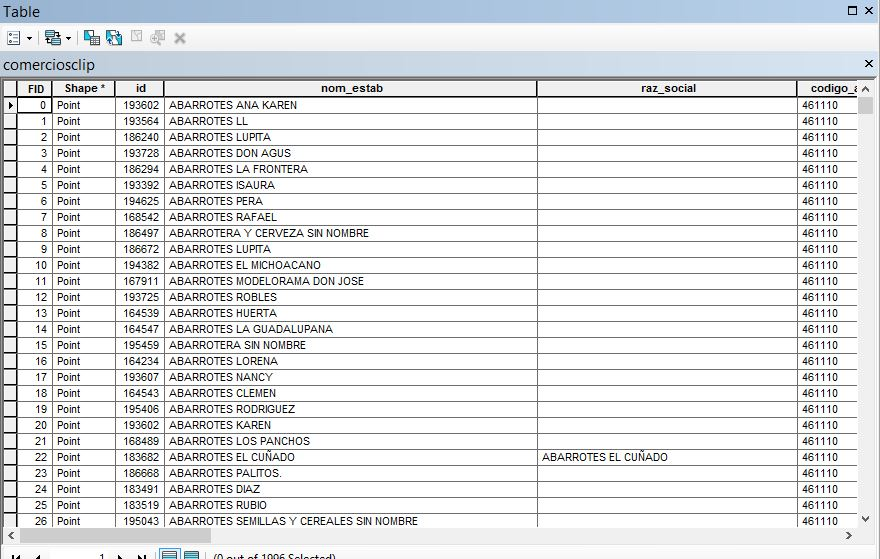 Table
comerciosclip
FID Shape * id nom_estab raz_social codigo_a
0 Point 193602 ABARROTES ANA KAREN 461110
1 Point 193564 ABARROTES LL 461110
2 Point 186240 ABARROTES LUPITA 461110
3 Point 193728 ABARROTES DON AGUS 461110
4 Point 186294 ABARROTES LA FRONTERA 461110
5 Point 193392 ABARROTES ISAURA 461110
6 Point 194625 ABARROTES PERA 461110
7 Point 168542 ABARROTES RAFAEL 461110
8 Point 186497 ABARROTERA Y CERVEZA SIN NOMBRE 461110
9 Point 186672 ABARROTES LUPITA 461110
10 Point 194382 ABARROTES EL MICHOACANO 461110
11 Point 167911 ABARROTES MODELORAMA DON JOSE 461110
12 Point 193725 ABARROTES ROBLES 461110
13 Point 164539 ABARROTES HUERTA 461110
14 Point 164547 ABARROTES LA GUADALUPANA 461110
15 Point 195459 ABARROTERA SIN NOMBRE 461110
16 Point 164234 ABARROTES LORENA 461110
17 Point 193607 ABARROTES NANCY 461110
18 Point 164543 ABARROTES CLEMEN 461110
19 Point 195406 ABARROTES RODRIGUEZ 461110
20 Point 193602 ABARROTES KAREN 461110
21 Point 168489 ABARROTES LOS PANCHOS 461110
22 Point 183682 ABARROTES EL CUÑADO ABARROTES EL CUÑADO 461110
23 Point 186668 ABARROTES PALITOS. 461110
24 Point 183491 ABARROTES DIAZ 461110
25 Point 183519 ABARROTES RUBIO 461110
26 Point 195043 ABARROTES SEMILLAS Y CEREALES SIN NOMBRE 461110
1 (0 out of 1996 Selected)